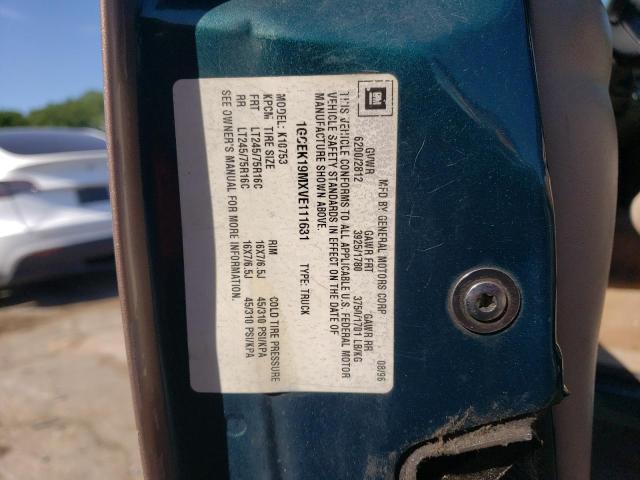 GM
MFD BY GENERAL MOTORS CORP 08/96
GVWR GAWR FRT GAWR RR
6200/2812 3925/1780 3750/1701 LB/KG
THIS VEHICLE CONFORMS TO ALL APPLICABLE U.S. FEDERAL MOTOR
VEHICLE SAFETY STANDARDS IN EFFECT ON THE DATE OF
MANUFACTURE SHOWN ABOVE.
1GCEK19MXVE111631 TYPE: TRUCK
MODEL: K10753
KPCM TIRE SIZE RIM COLD TIRE PRESSURE
FRT LT245/75R16C 16X7/6.5J 45/310 PSI/KPA
RR LT245/75R16C 16X7/6.5J 45/310 PSI/KPA
SEE OWNER'S MANUAL FOR MORE INFORMATION.